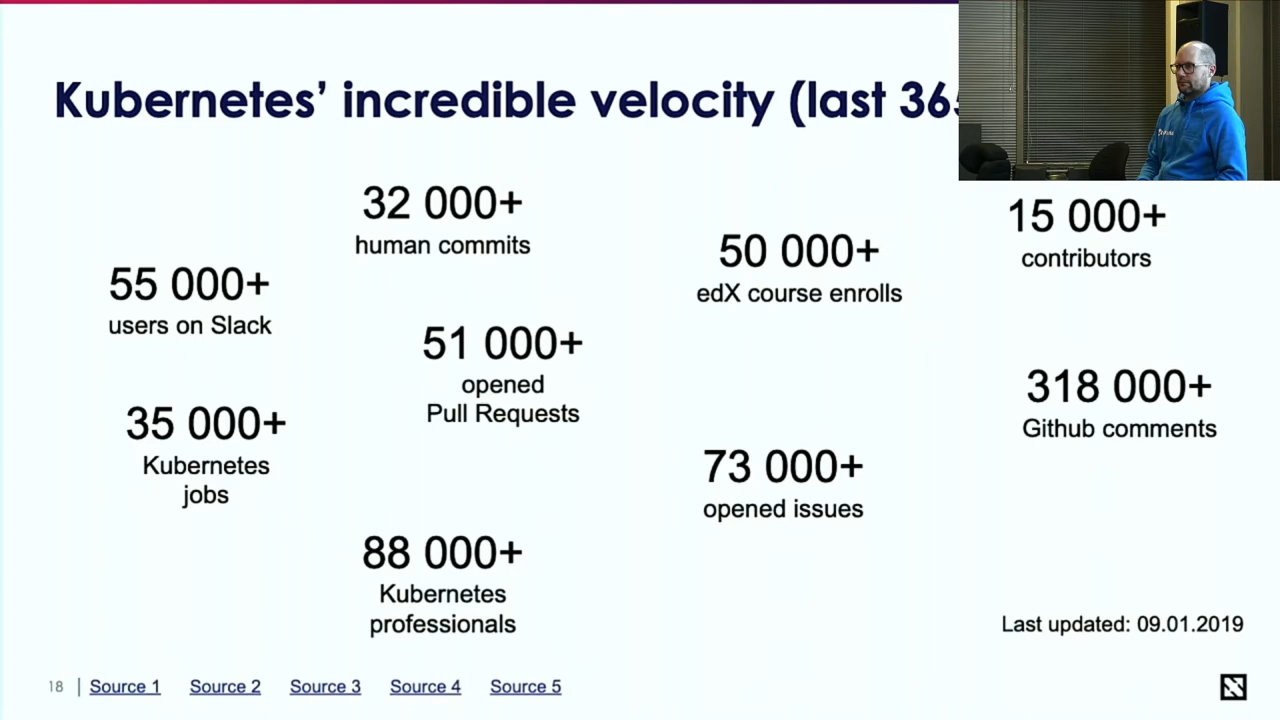 Kubernetes’ incredible velocity (last 365
32 000+
human commits
15 000+
contributors
50 000+
edX course enrolls
55 000+
users on Slack
51 000+
opened
Pull Requests
318 000+
Github comments
35 000+
Kubernetes
jobs
73 000+
opened issues
88 000+
Kubernetes
professionals
Last updated: 09.01.2019
18 | Source 1 Source 2 Source 3 Source 4 Source 5